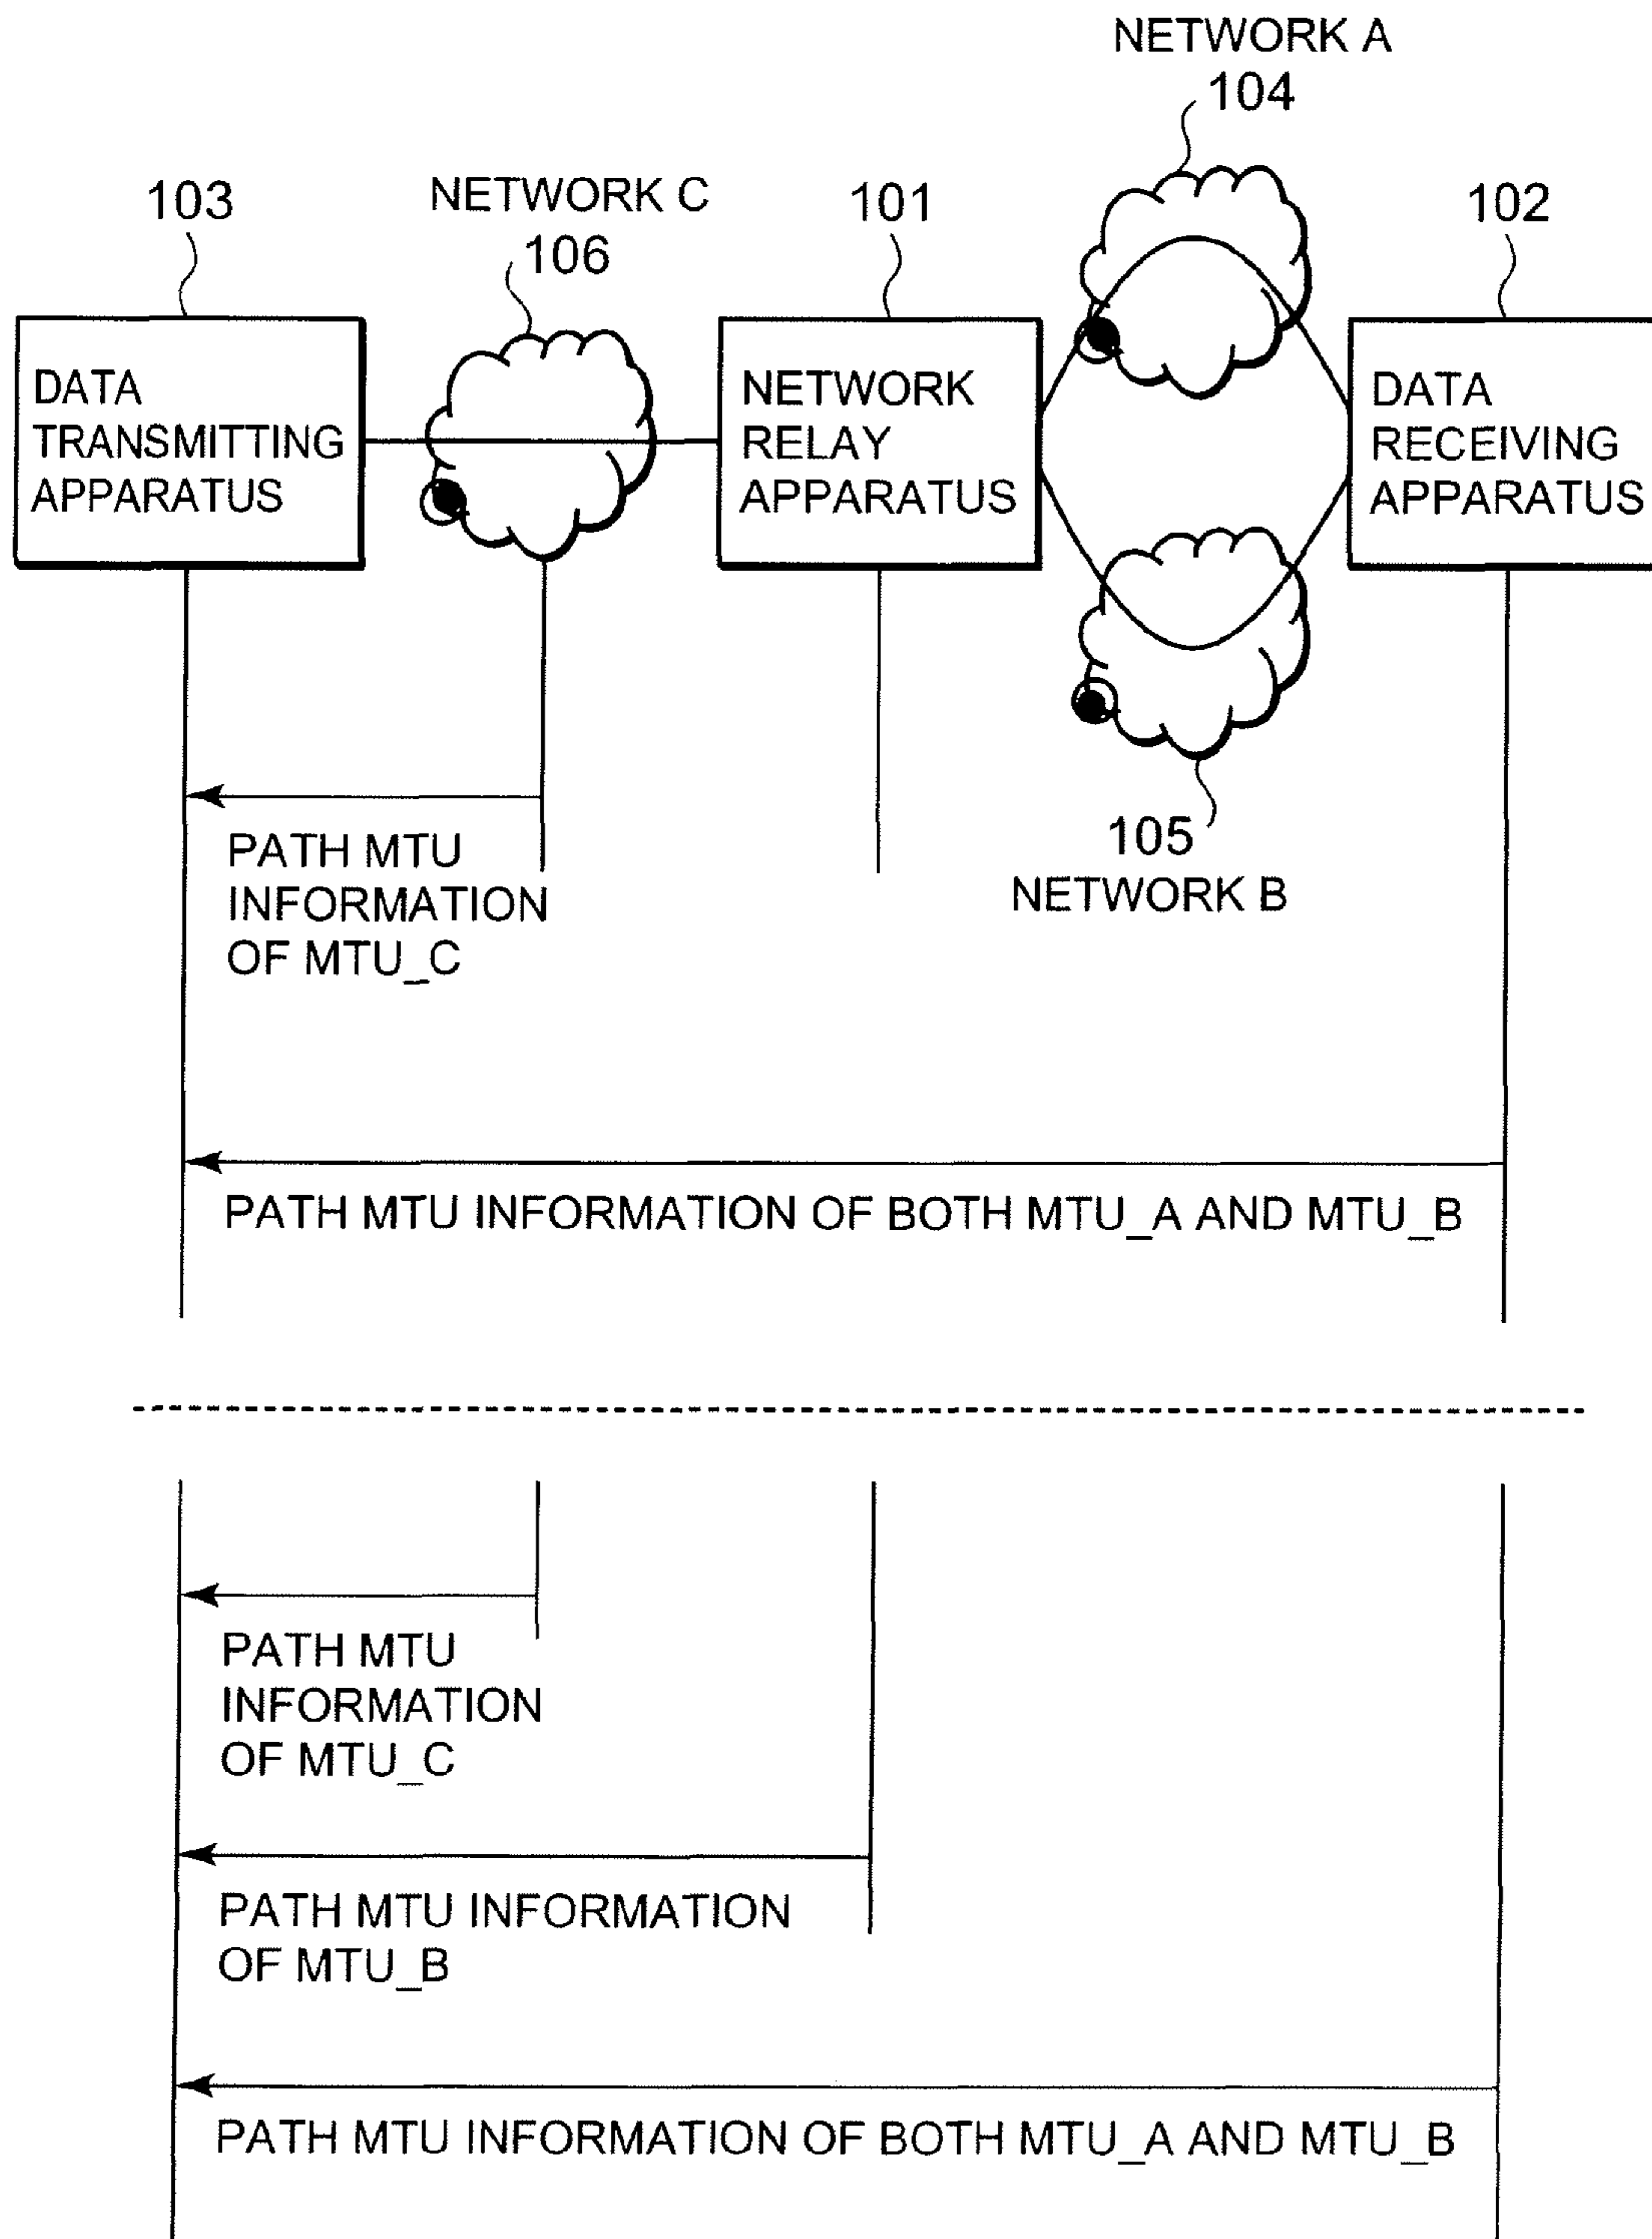 NETWORK A
104
103
NETWORK C
106
101
102
DATA
TRANSMITTING
APPARATUS
NETWORK
RELAY
APPARATUS
DATA
RECEIVING
APPARATUS
PATH MTU
INFORMATION
OF MTU_C
105
NETWORK B
PATH MTU INFORMATION OF BOTH MTU_A AND MTU_B
PATH MTU
INFORMATION
OF MTU_C
PATH MTU INFORMATION
OF MTU_B
PATH MTU INFORMATION OF BOTH MTU_A AND MTU_B